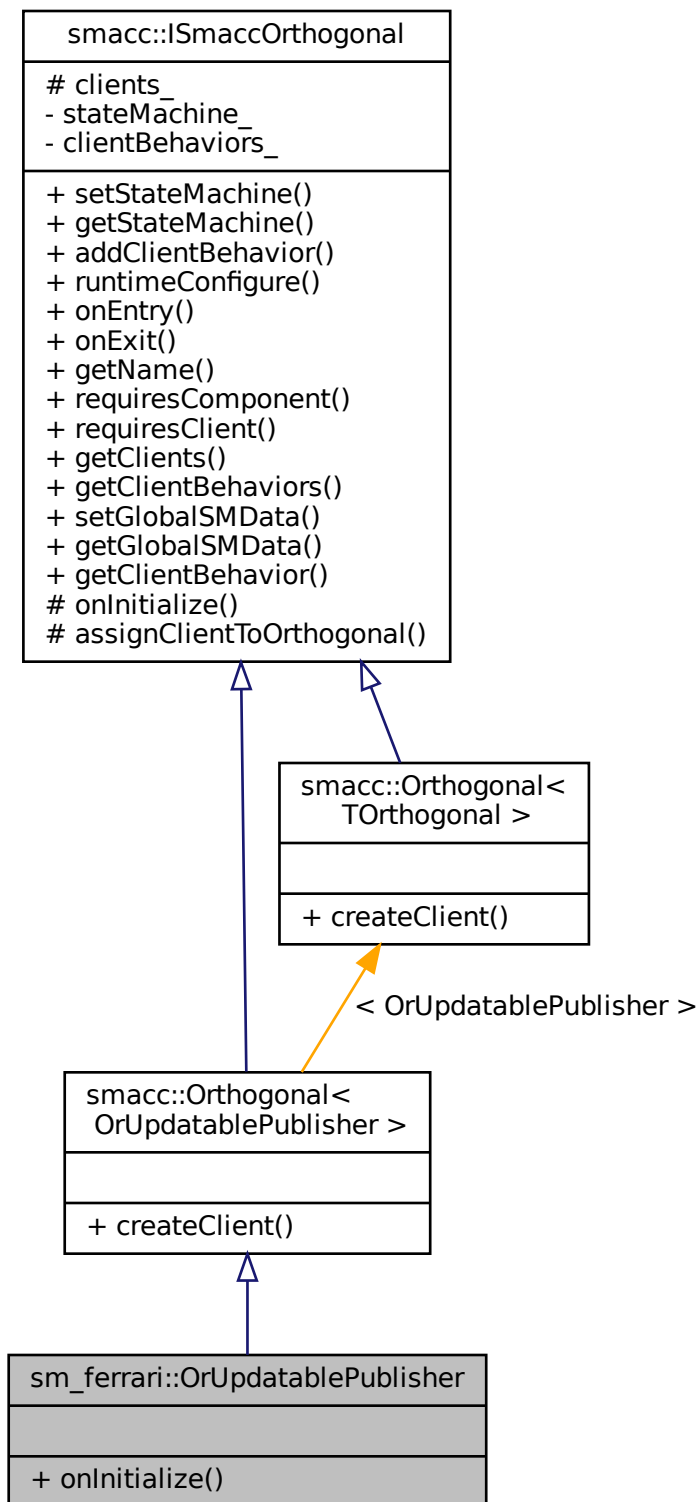 smacc::ISmaccOrthogonal
# clients_
- stateMachine_
- clientBehaviors_
+ setStateMachine()
+ getStateMachine()
+ addClientBehavior()
+ runtimeConfigure()
+ onEntry()
+ onExit()
+ getName()
+ requiresComponent()
+ requiresClient()
+ getClients()
+ getClientBehaviors()
+ setGlobalSMData()
+ getGlobalSMData()
+ getClientBehavior()
# onInitialize()
# assignClientToOrthogonal()
smacc::Orthogonal<
TOrthogonal >
+ createClient()
< OrUpdatablePublisher >
smacc::Orthogonal<
OrUpdatablePublisher >
+ createClient()
sm_ferrari::OrUpdatablePublisher
+ onInitialize()